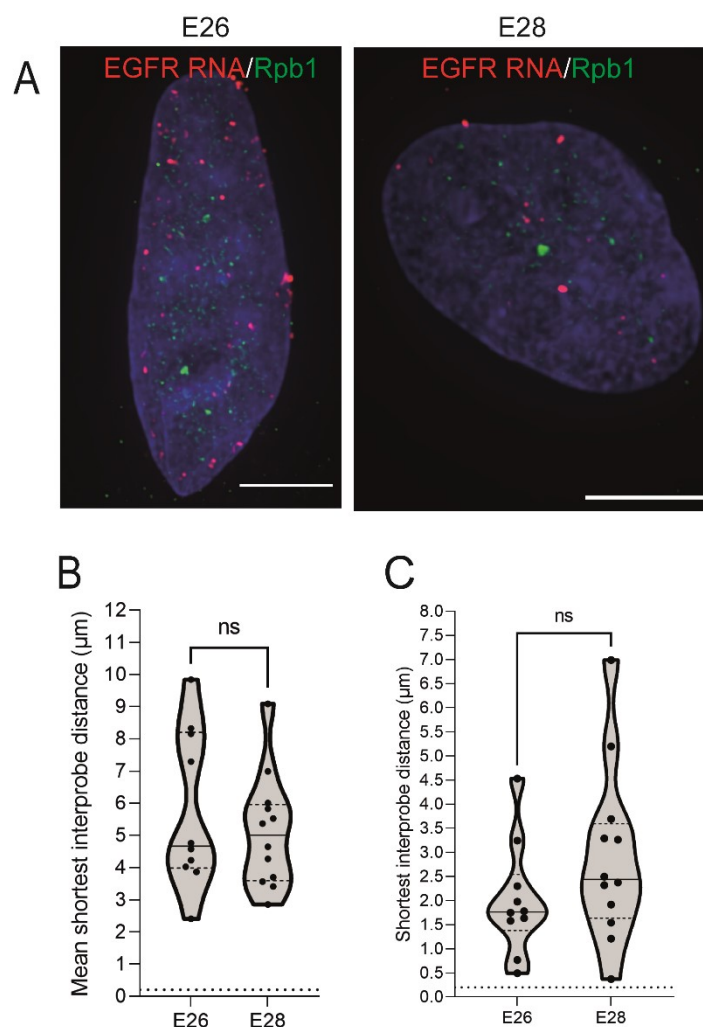 E26
E28
A
EGFR RNA/Rpb1
EGFR RNA/Rpb1
B
Mean shortest interprobe distance (µm)
12
11
10
9
8
7
6
5
4
3
2
1
0
ns
E26
E28
C
Shortest interprobe distance (µm)
8.0
7.5
7.0
6.5
6.0
5.5
5.0
4.5
4.0
3.5
3.0
2.5
2.0
1.5
1.0
0.5
0.0
ns
E26
E28